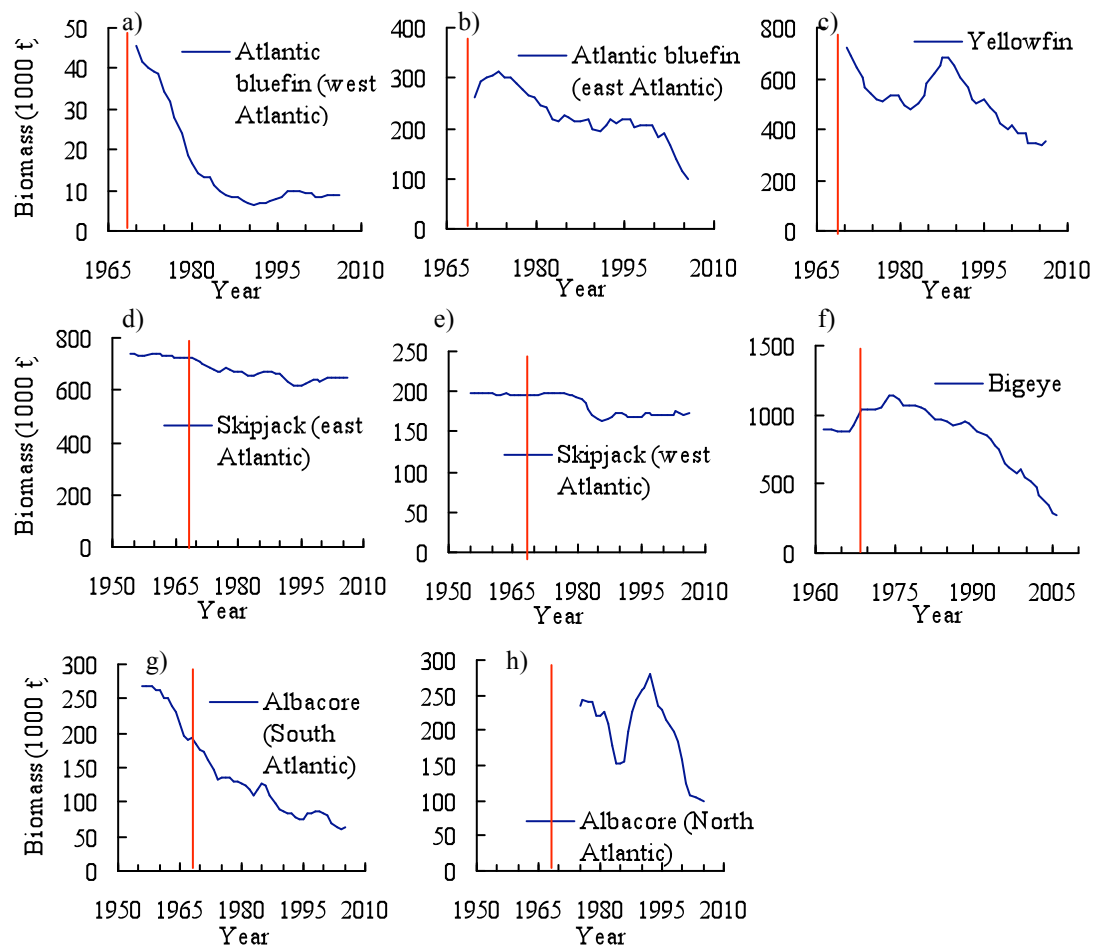 a)
50
40
30
20
10
0
Biomass (1000 t)
Atlantic
bluefin (west
Atlantic)
1965 1980 1995 2010
Year
b)
400
300
200
100
0
Atlantic bluefin
(east Atlantic)
1965 1980 1995 2010
Year
c)
800
600
400
200
0
Yellowfin
1965 1980 1995 2010
Year
d)
800
600
400
200
0
Biomass (1000 t)
Skipjack (east
Atlantic)
1950 1965 1980 1995 2010
Year
e)
250
200
150
100
50
0
Skipjack (west
Atlantic)
1950 1965 1980 1995 2010
Year
f)
1500
1000
500
0
Bigeye
1960 1975 1990 2005
Year
g)
300
250
200
150
100
50
0
Biomass (1000 t)
Albacore
(South
Atlantic)
1950 1965 1980 1995 2010
Year
h)
300
250
200
150
100
50
0
Albacore (North
Atlantic)
1950 1965 1980 1995 2010
Year